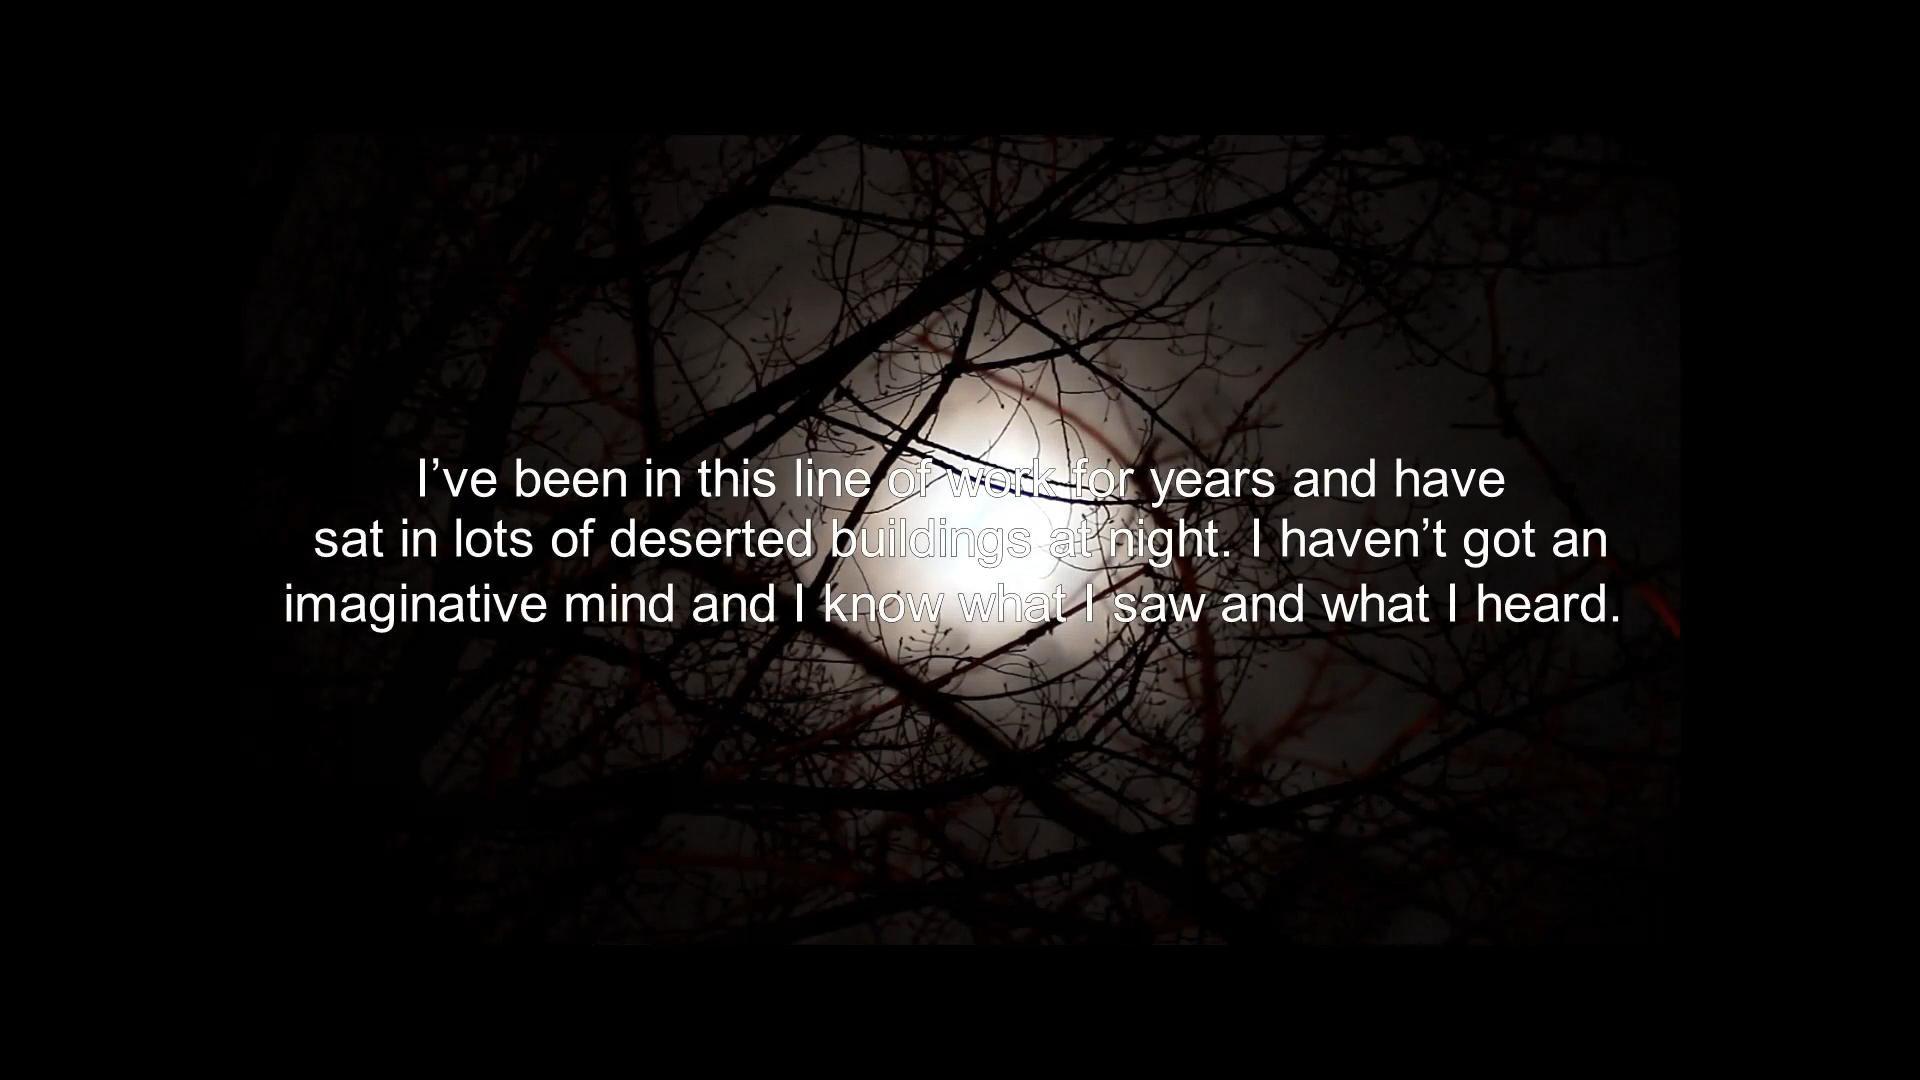 I’ve been in this line of work for years and have
sat in lots of deserted buildings at night. I haven’t got an
imaginative mind and I know what I saw and what I heard.